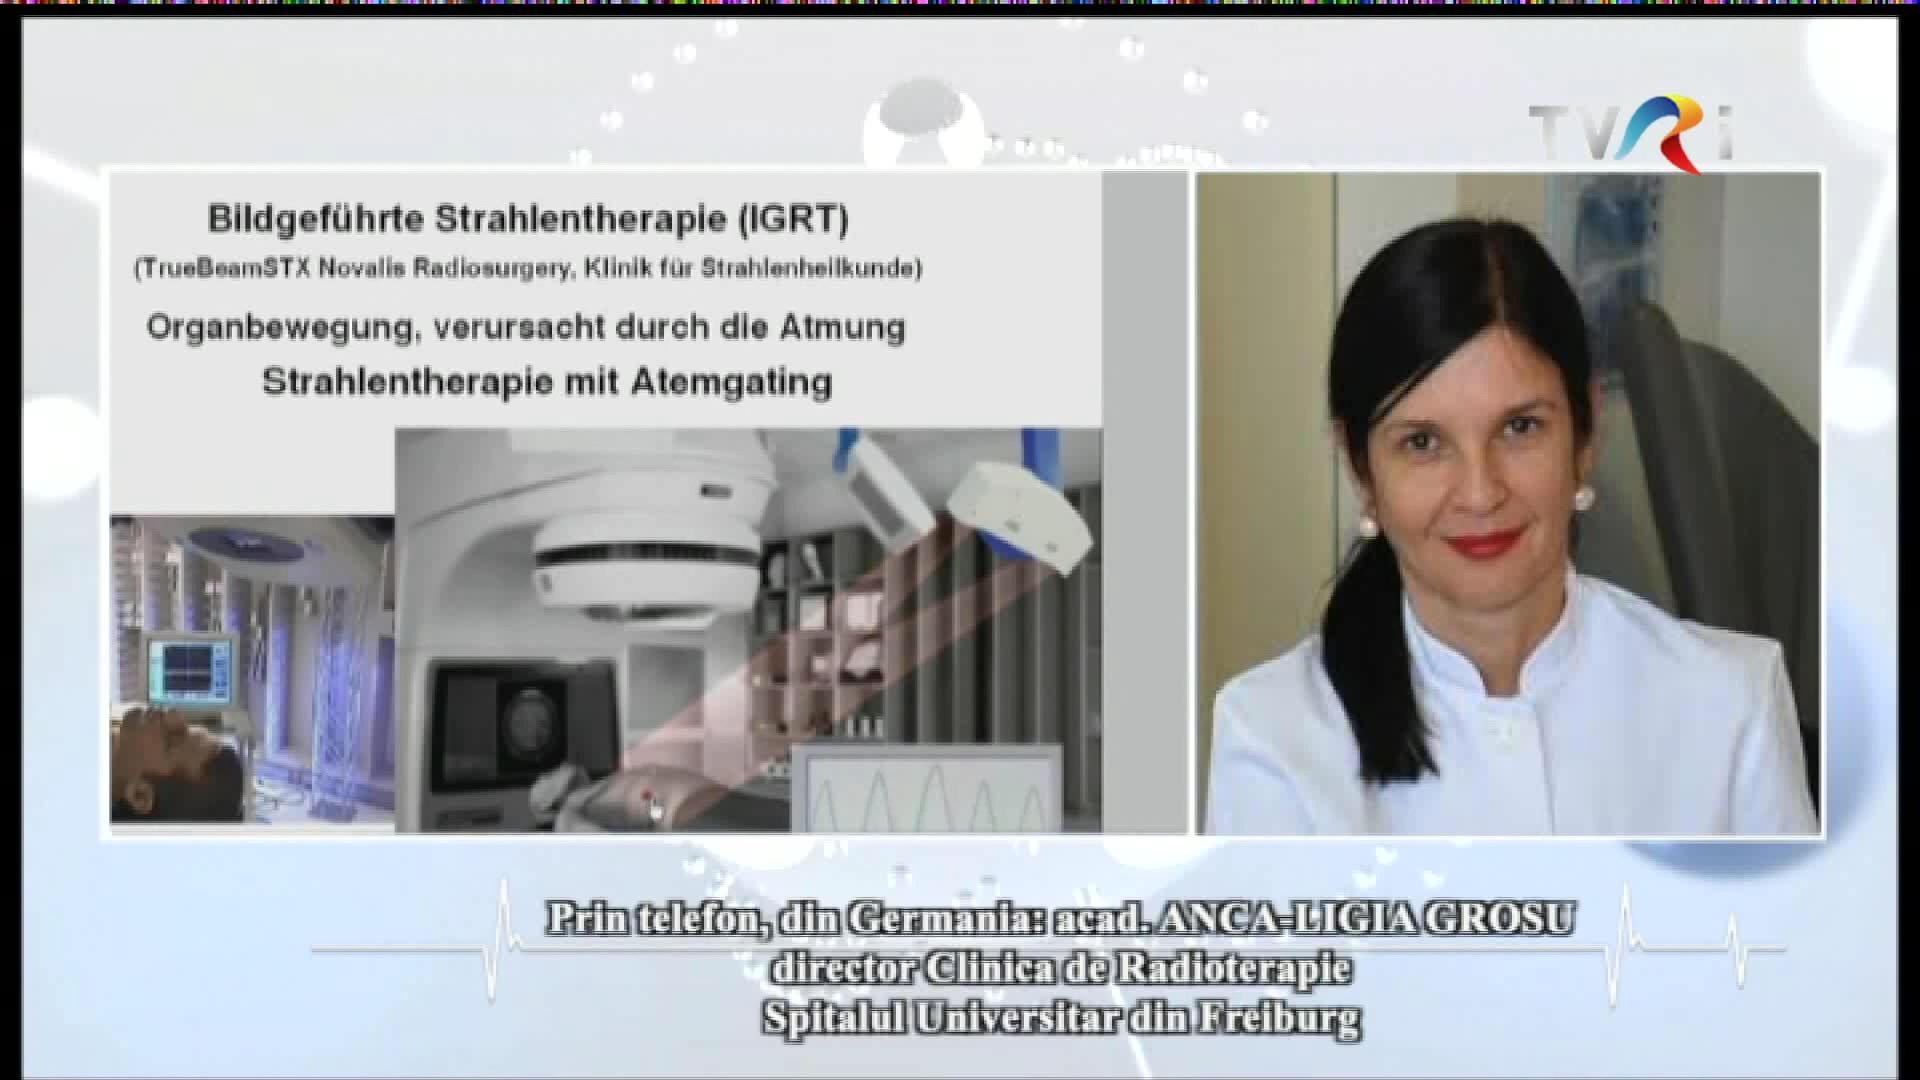 TVRi
Bildgeführte Strahlentherapie (IGRT)
(TrueBeamSTX Novalis Radiosurgery, Klinik für Strahlenheilkunde)
Organbewegung, verursacht durch die Atmung
Strahlentherapie mit Atemgating
Prin telefon, din Germania: acad. ANCA-LIGIA GROSU
director Clinica de Radioterapie
Spitalul Universitar din Freiburg